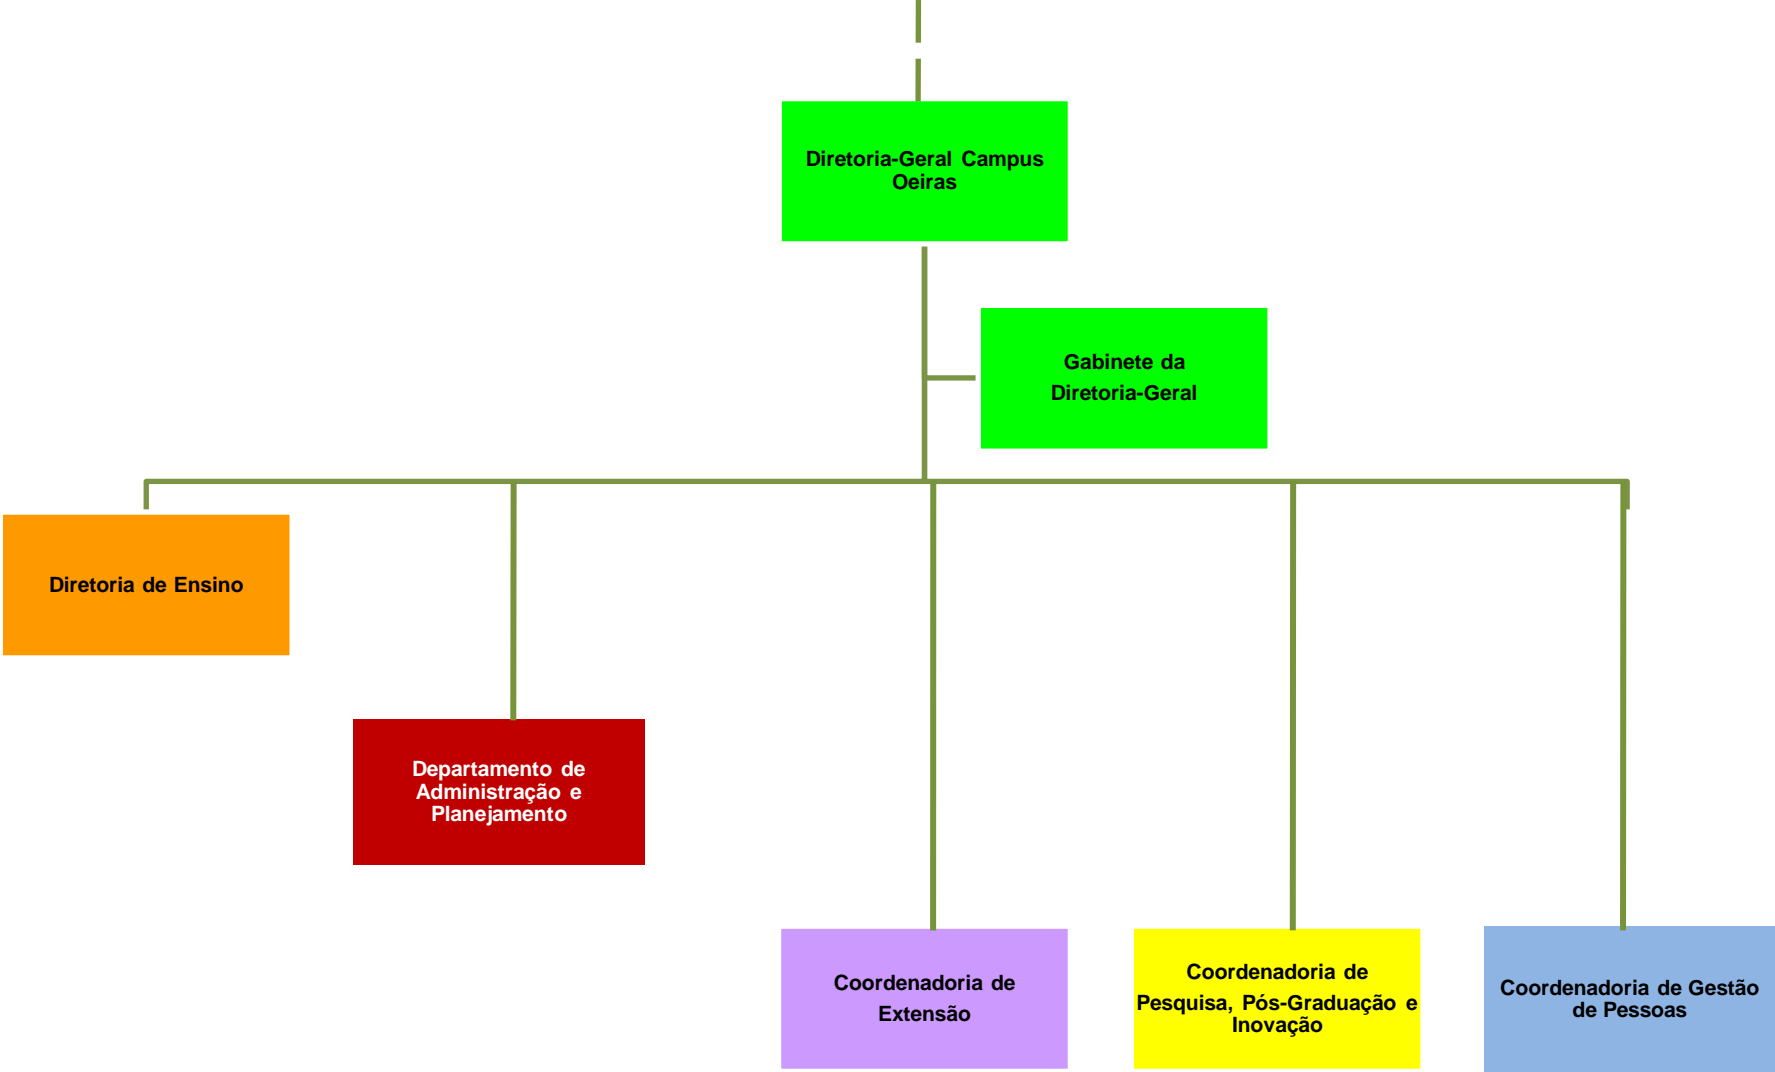 Diretoria-Geral Campus
Oeiras
Gabinete da
Diretoria-Geral
Diretoria de Ensino
Departamento de
Administração e
Planejamento
Coordenadoria de
Extensão
Coordenadoria de
Pesquisa, Pós-Graduação e
Inovação
Coordenadoria de Gestão
de Pessoas